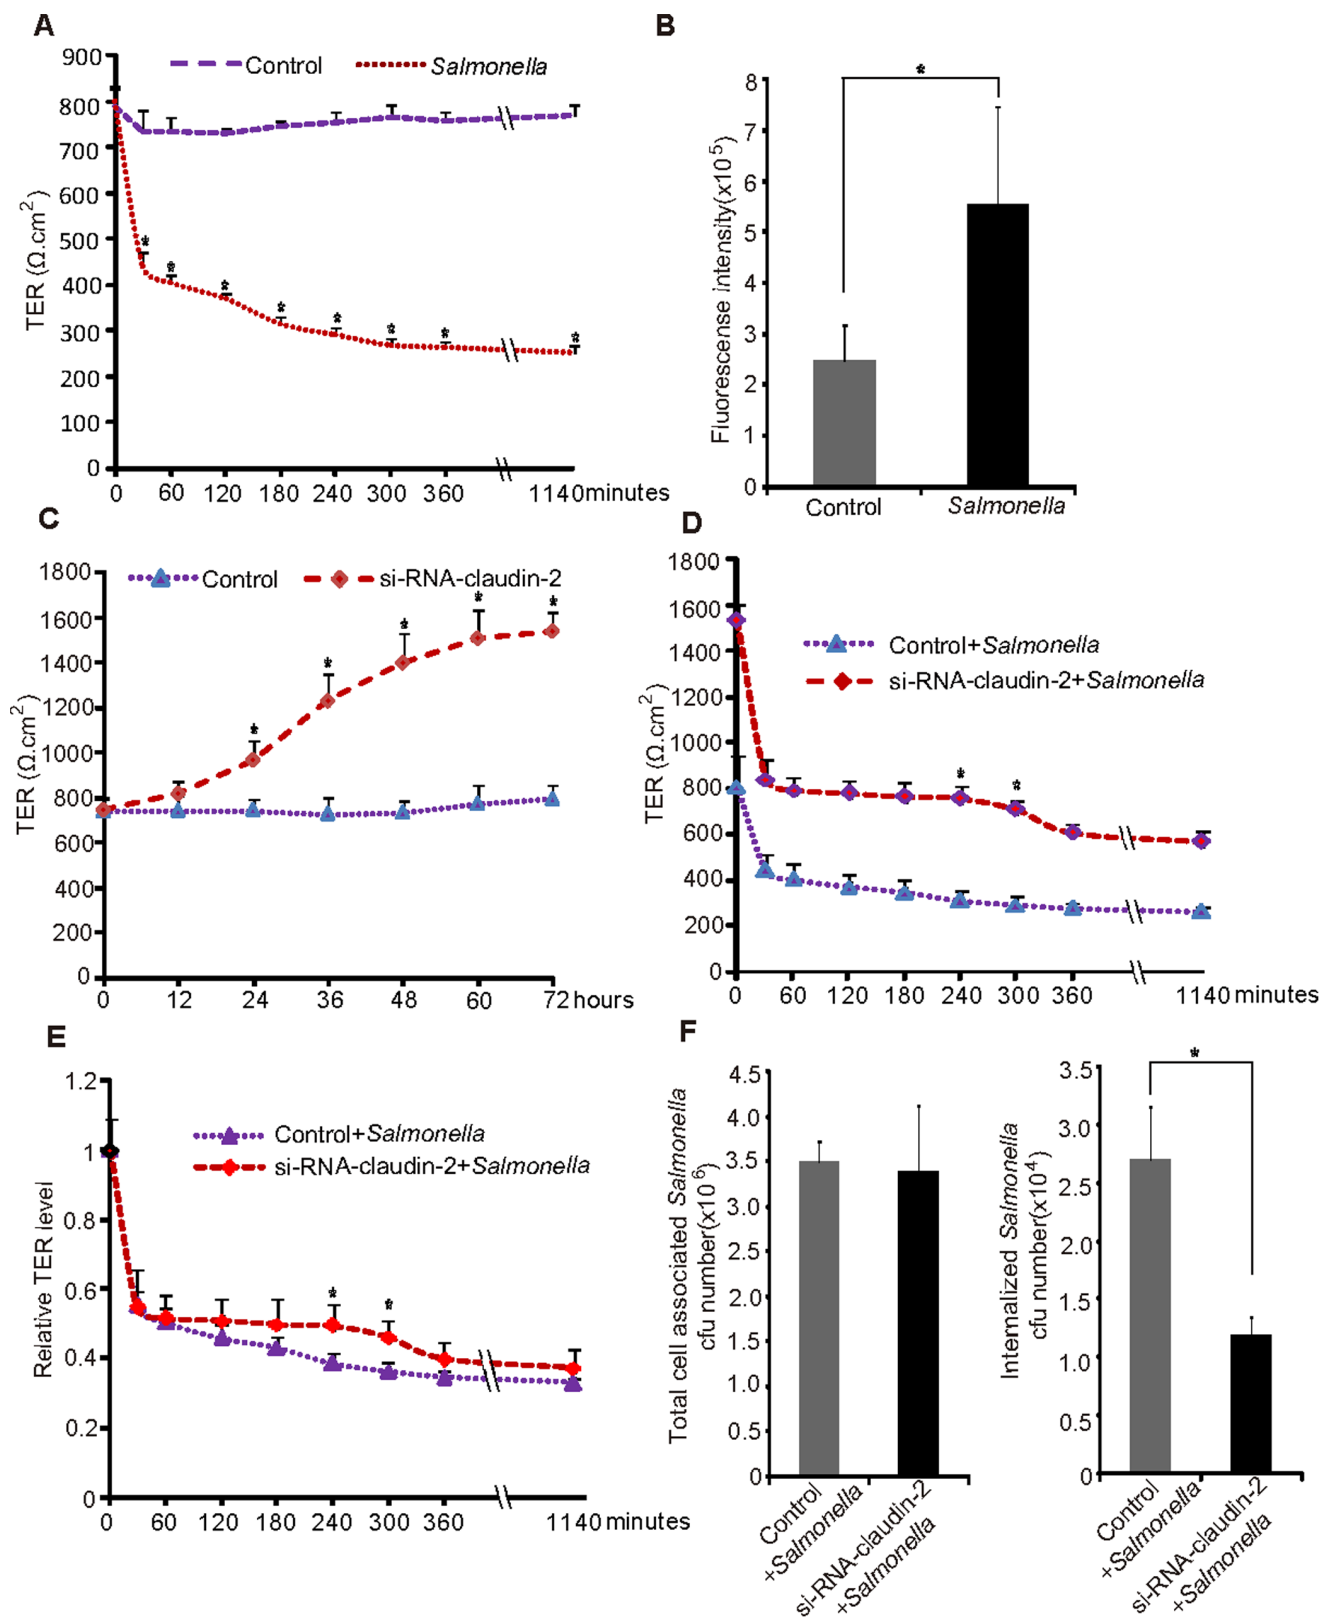 A
900
800
700
600
500
400
300
200
100
0
TER (Ω.cm²)
Control
Salmonella
*
*
*
*
*
*
*
*
0 60 120 180 240 300 360 1140 minutes
B
8
7
6
5
4
3
2
1
0
Fluorescense intensity(x10⁵)
*
Control Salmonella
C
1800
1600
1400
1200
1000
800
600
400
200
0
TER (Ω.cm²)
Control
si-RNA-claudin-2
*
*
*
*
*
0 12 24 36 48 60 72 hours
D
1800
1600
1400
1200
1000
800
600
400
200
0
TER (Ω.cm²)
Control+Salmonella
si-RNA-claudin-2+Salmonella
*
*
0 60 120 180 240 300 360 1140 minutes
E
1.2
1
0.8
0.6
0.4
0.2
0
Relative TER level
Control+Salmonella
si-RNA-claudin-2+Salmonella
*
*
0 60 120 180 240 300 360 1140 minutes
F
4.5
4.0
3.5
3.0
2.5
2.0
1.5
1.0
0.5
0
Total cell associated Salmonella
cfu number(x10⁶)
Control
+Salmonella
si-RNA-claudin-2
+Salmonella
3.5
3.0
2.5
2.0
1.5
1.0
0.5
0
Internalized Salmonella
cfu number(x10⁴)
*
Control
+Salmonella
si-RNA-claudin-2
+Salmonella